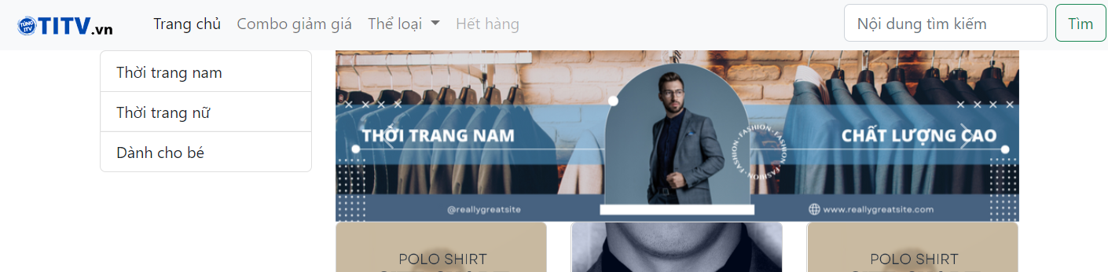 TITV.vn
Trang chủ
Combo giảm giá
Thể loại
Hết hàng
Nội dung tìm kiếm
Tìm
Thời trang nam
Thời trang nữ
Dành cho bé
THỜI TRANG NAM
CHẤT LƯỢNG CAO
FASHION · FASHION · FASHION
@reallygreatsite
www.reallygreatsite.com
POLO SHIRT
POLO SHIRT